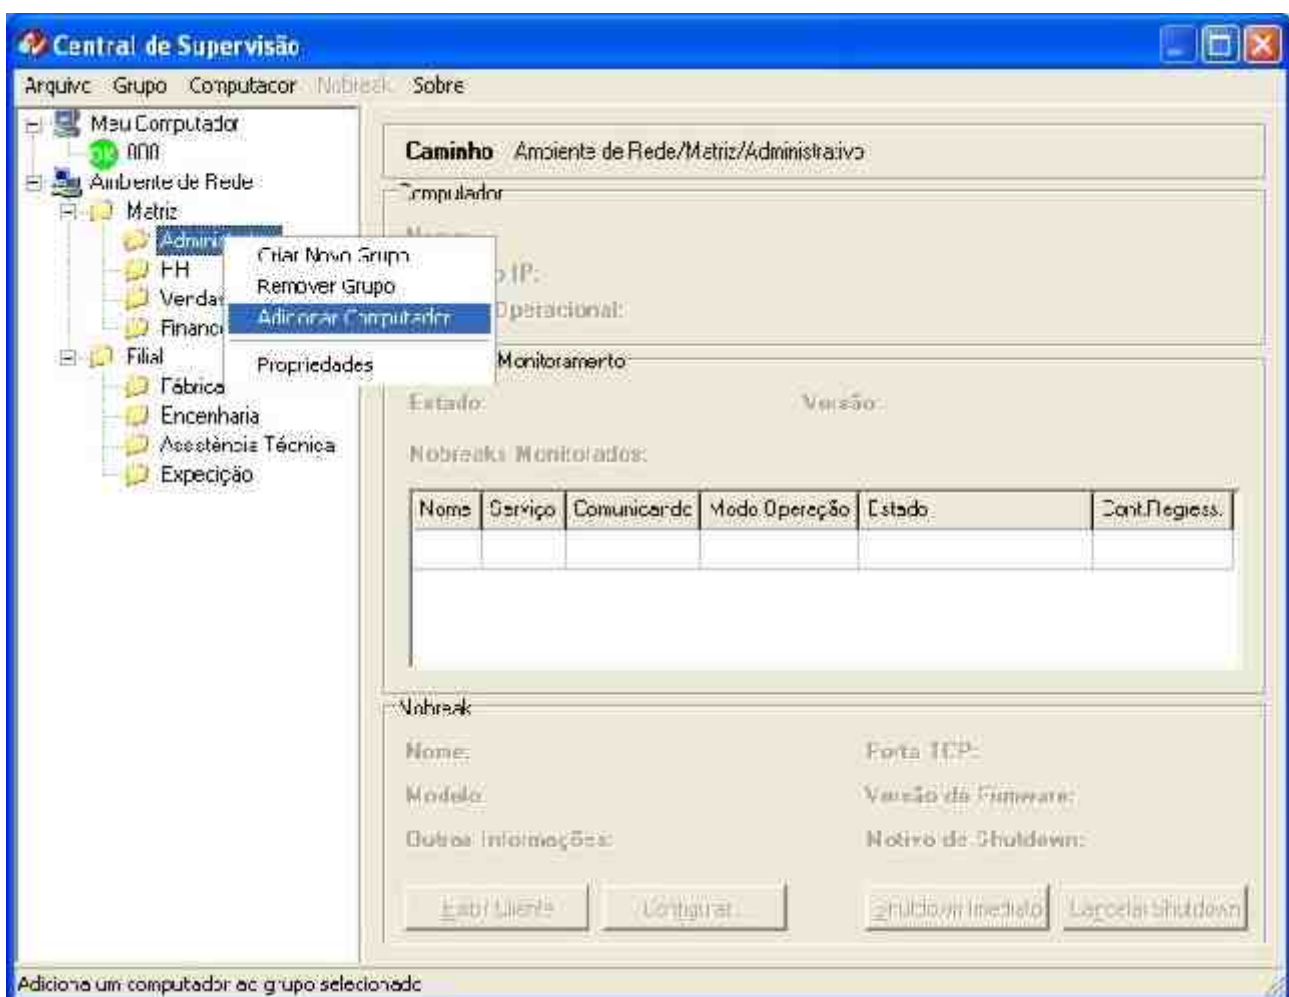 Central de Supervisão
Arquivo Grupo Computador Nobreak Sobre
Meu Computador
Ambiente de Rede
Matriz
RH
Filial
Fábrica
Engenharia
Assistência Técnica
Expedição
Criar Novo Grupo
Remover Grupo
Adicionar Computador
Propriedades
Caminho Ambiente de Rede/Matriz/Administrativo
Computador
IP:
Operacional:
Monitoramento
Estado: Versão:
Nobreaks Monitorados:
Nome Serviço Comunicando Modo Operação Estado Cont.Regress.
Nobreak
Nome: Porta TCP:
Modelo: Versão de Firmware:
Outras Informações: Motivo de Shutdown:
Configurar... Shutdown Imediato Cancelar Shutdown
Adiciona um computador ao grupo selecionado